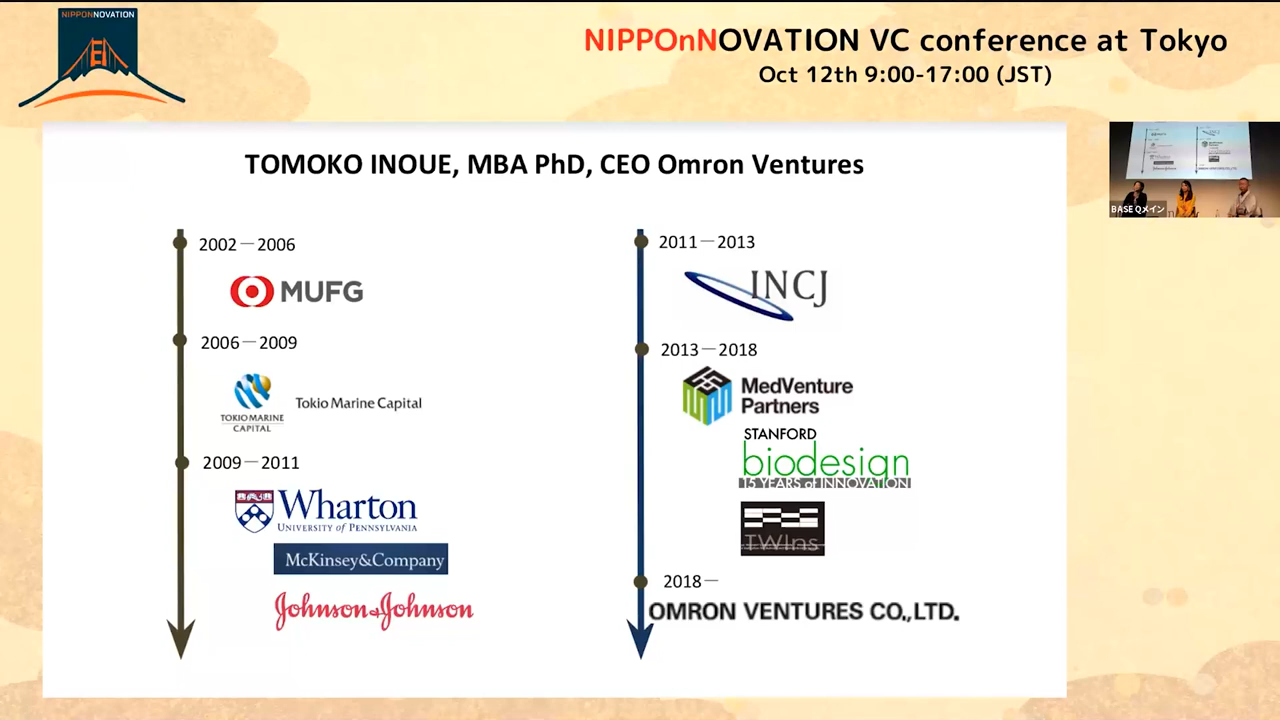 NIPPONNOVATION
NIPPOnNOVATION VC conference at Tokyo
Oct 12th 9:00-17:00 (JST)
TOMOKO INOUE, MBA PhD, CEO Omron Ventures
2002－2006
MUFG
2006－2009
TOKIO MARINE
CAPITAL
Tokio Marine Capital
2009－2011
Wharton
UNIVERSITY of PENNSYLVANIA
McKinsey&Company
Johnson & Johnson
2011－2013
INCJ
2013－2018
MedVenture
Partners
STANFORD
biodesign
15 YEARS of INNOVATION
TWIns
2018－
OMRON VENTURES CO.,LTD.
BASE Qメイン